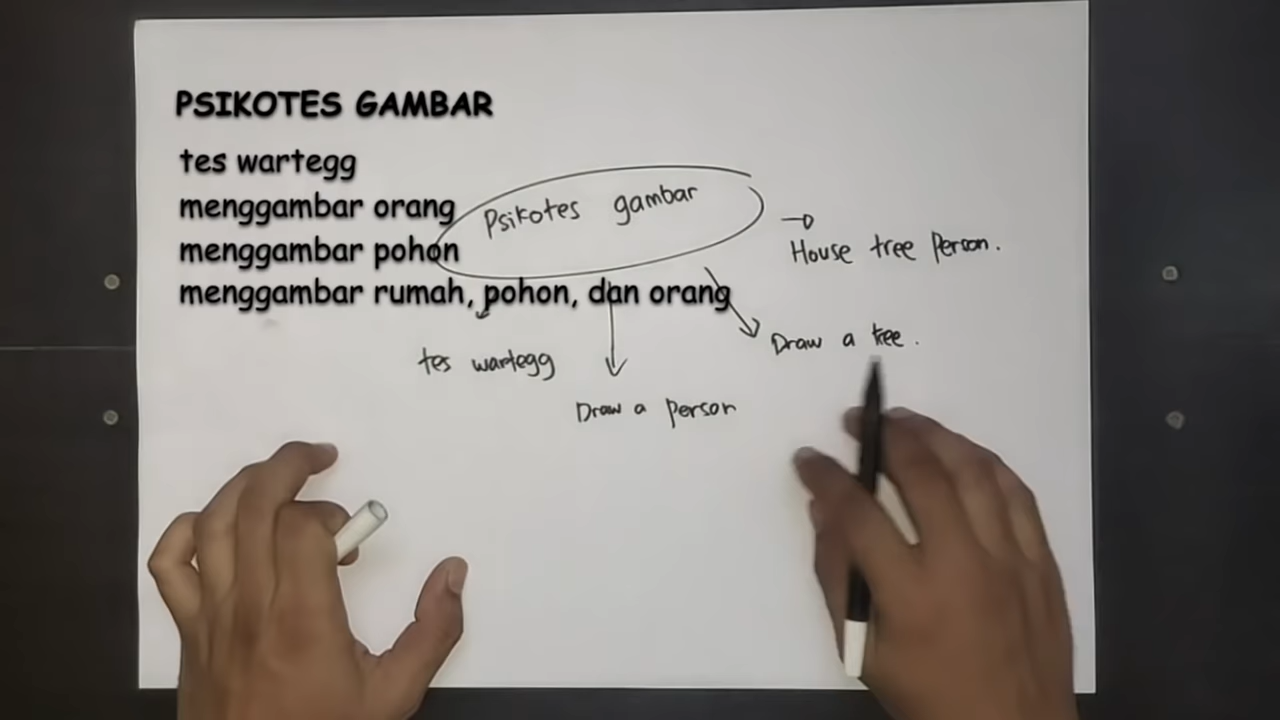 PSIKOTES GAMBAR
tes wartegg
menggambar orang
menggambar pohon
menggambar rumah, pohon, dan orang
Psikotes gambar
House tree Person.
Draw a tree.
tes wartegg
Draw a person